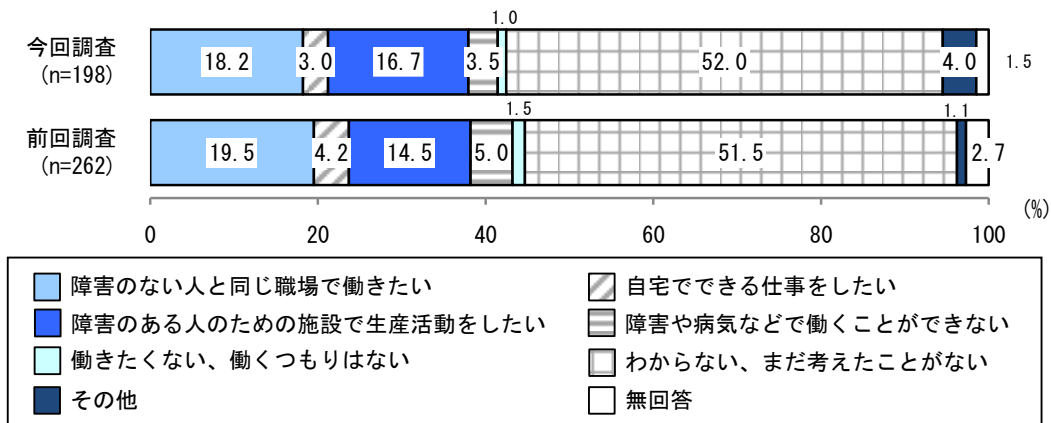 1.0
今回調査
(n=198)
18.2 3.0 16.7 3.5 52.0 4.0 1.5
1.5 1.1
前回調査
(n=262)
19.5 4.2 14.5 5.0 51.5 2.7
(%)
0 20 40 60 80 100
障害のない人と同じ職場で働きたい 自宅でできる仕事をしたい
障害のある人のための施設で生産活動をしたい 障害や病気などで働くことができない
働きたくない、働くつもりはない わからない、まだ考えたことがない
その他 無回答